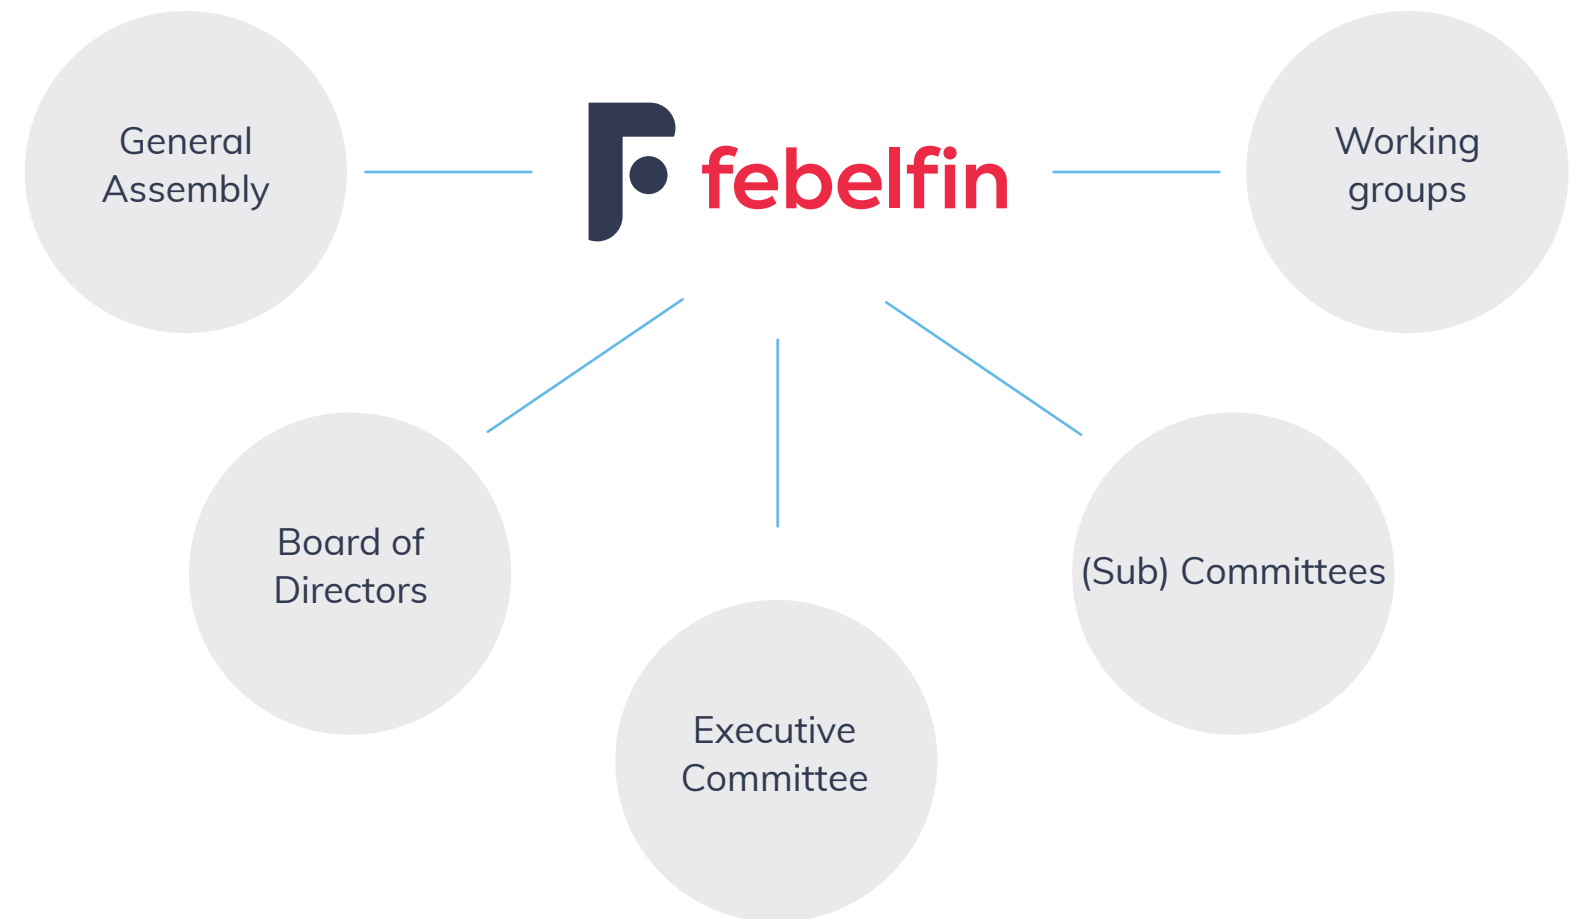 General
Assembly
febelfin
Working
groups
Board of
Directors
(Sub) Committees
Executive
Committee